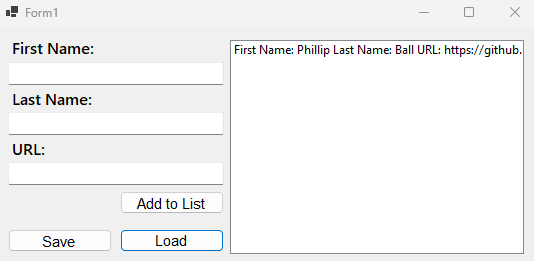 Form1
First Name:
Last Name:
URL:
Add to List
Save
Load
First Name: Phillip Last Name: Ball URL: https://github.